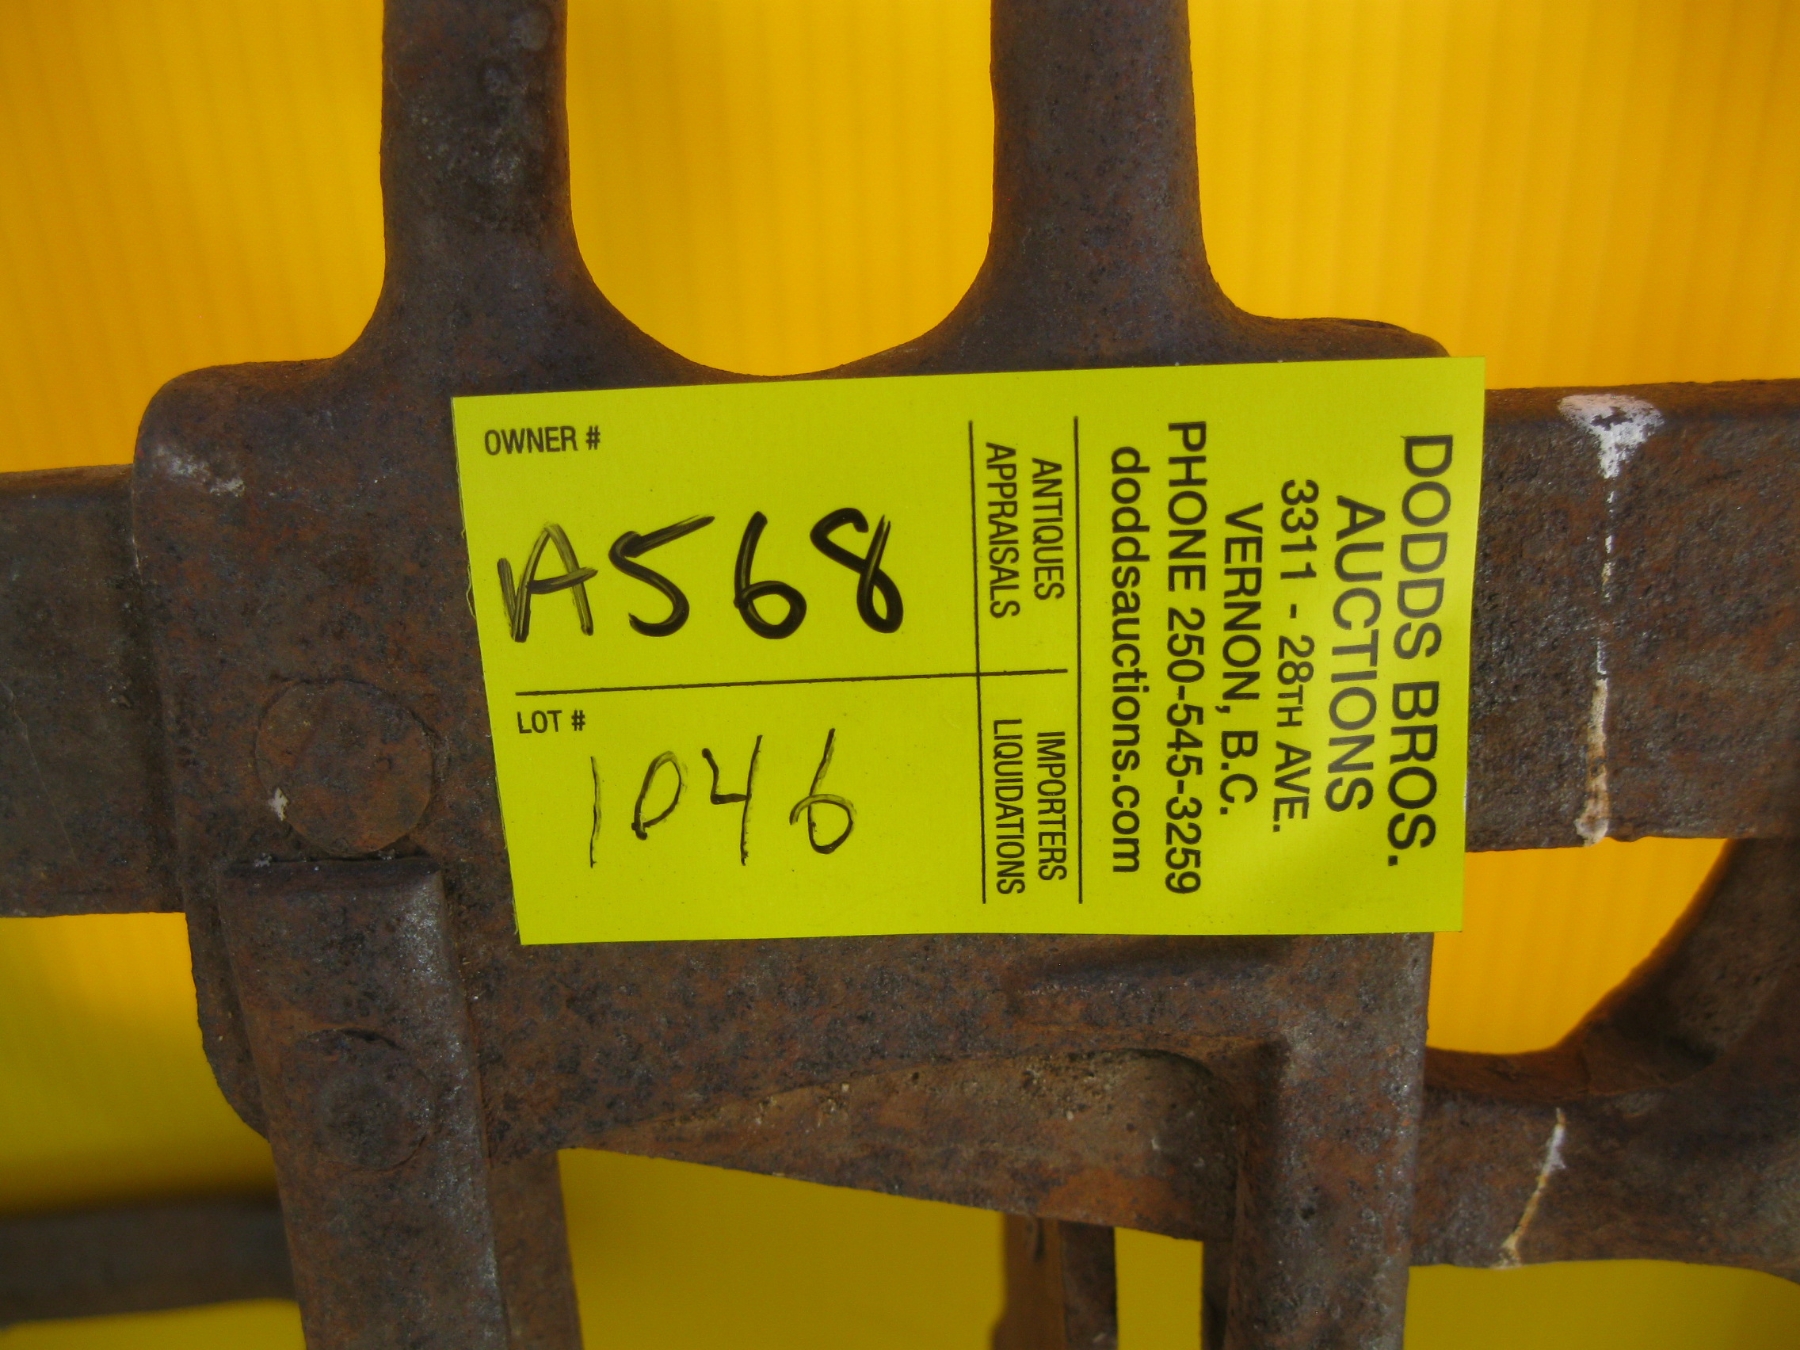 DODDS BROS.
AUCTIONS
3311 - 28TH AVE.
VERNON, B.C.
PHONE 250-545-3259
doddsauctions.com
ANTIQUES
APPRAISALS
IMPORTERS
LIQUIDATIONS
OWNER #
A568
LOT #
1046